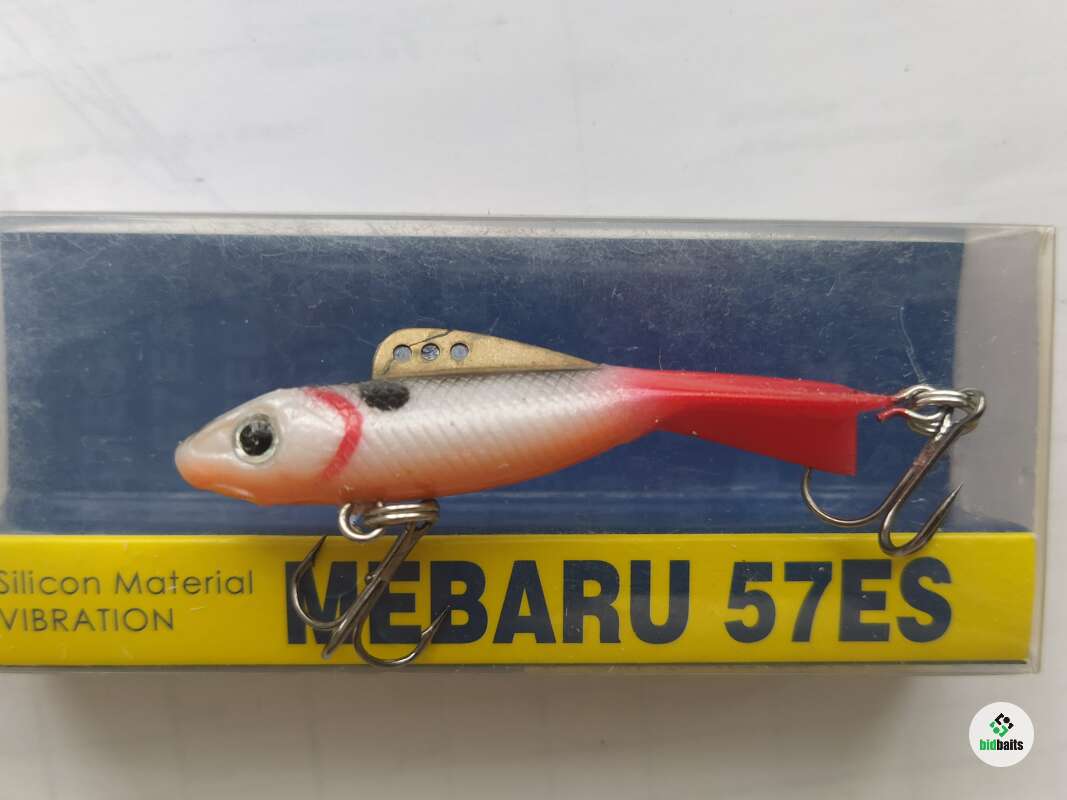 Silicon Material
VIBRATION
MEBARU 57ES
bidbaits